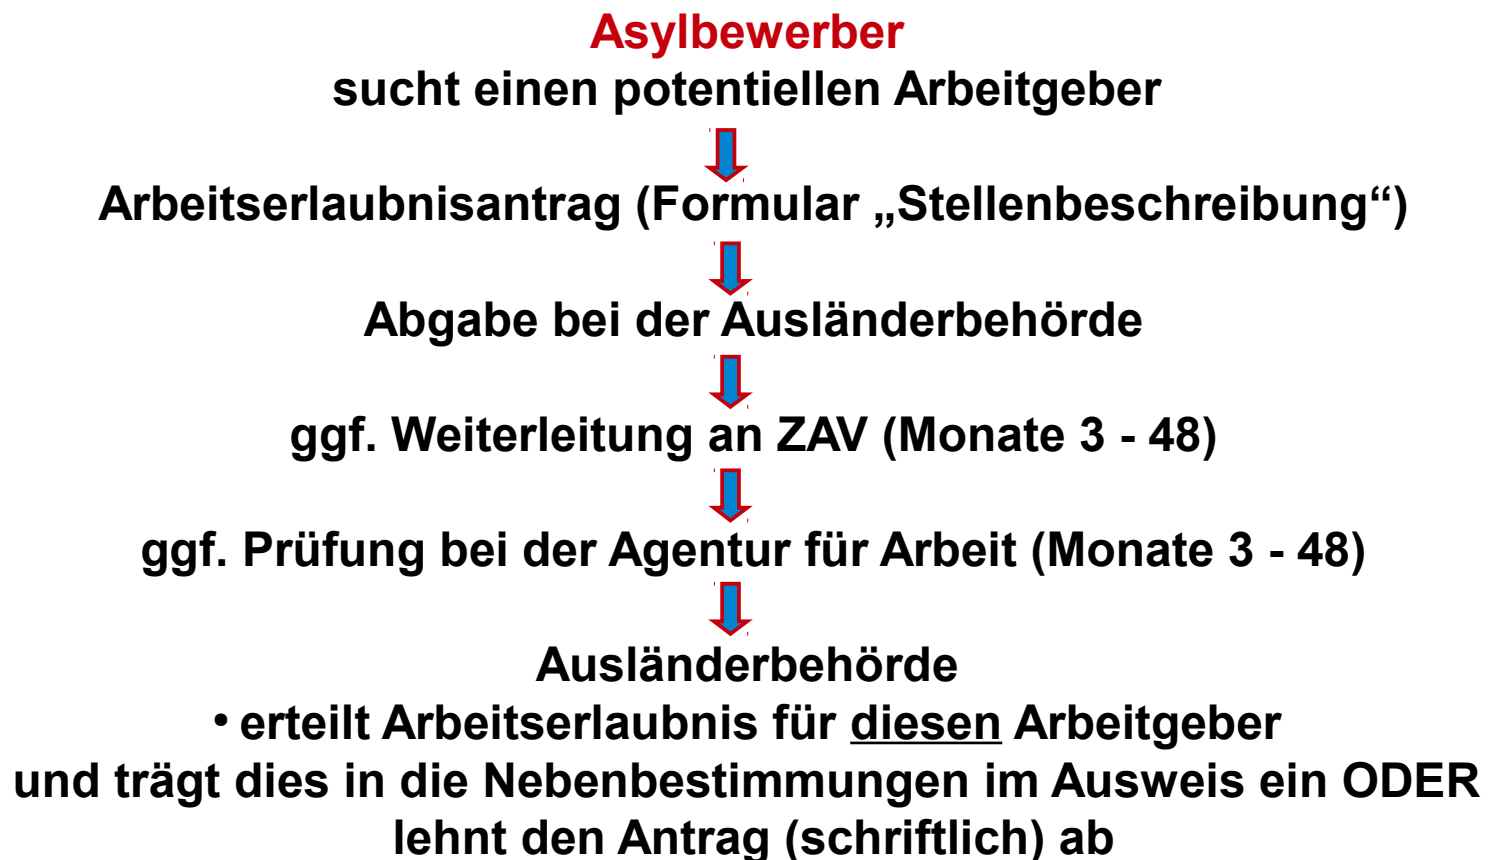 Asylbewerber
sucht einen potentiellen Arbeitgeber
Arbeitserlaubnisantrag (Formular „Stellenbeschreibung“)
Abgabe bei der Ausländerbehörde
ggf. Weiterleitung an ZAV (Monate 3 - 48)
ggf. Prüfung bei der Agentur für Arbeit (Monate 3 - 48)
Ausländerbehörde
• erteilt Arbeitserlaubnis für diesen Arbeitgeber
und trägt dies in die Nebenbestimmungen im Ausweis ein ODER
lehnt den Antrag (schriftlich) ab